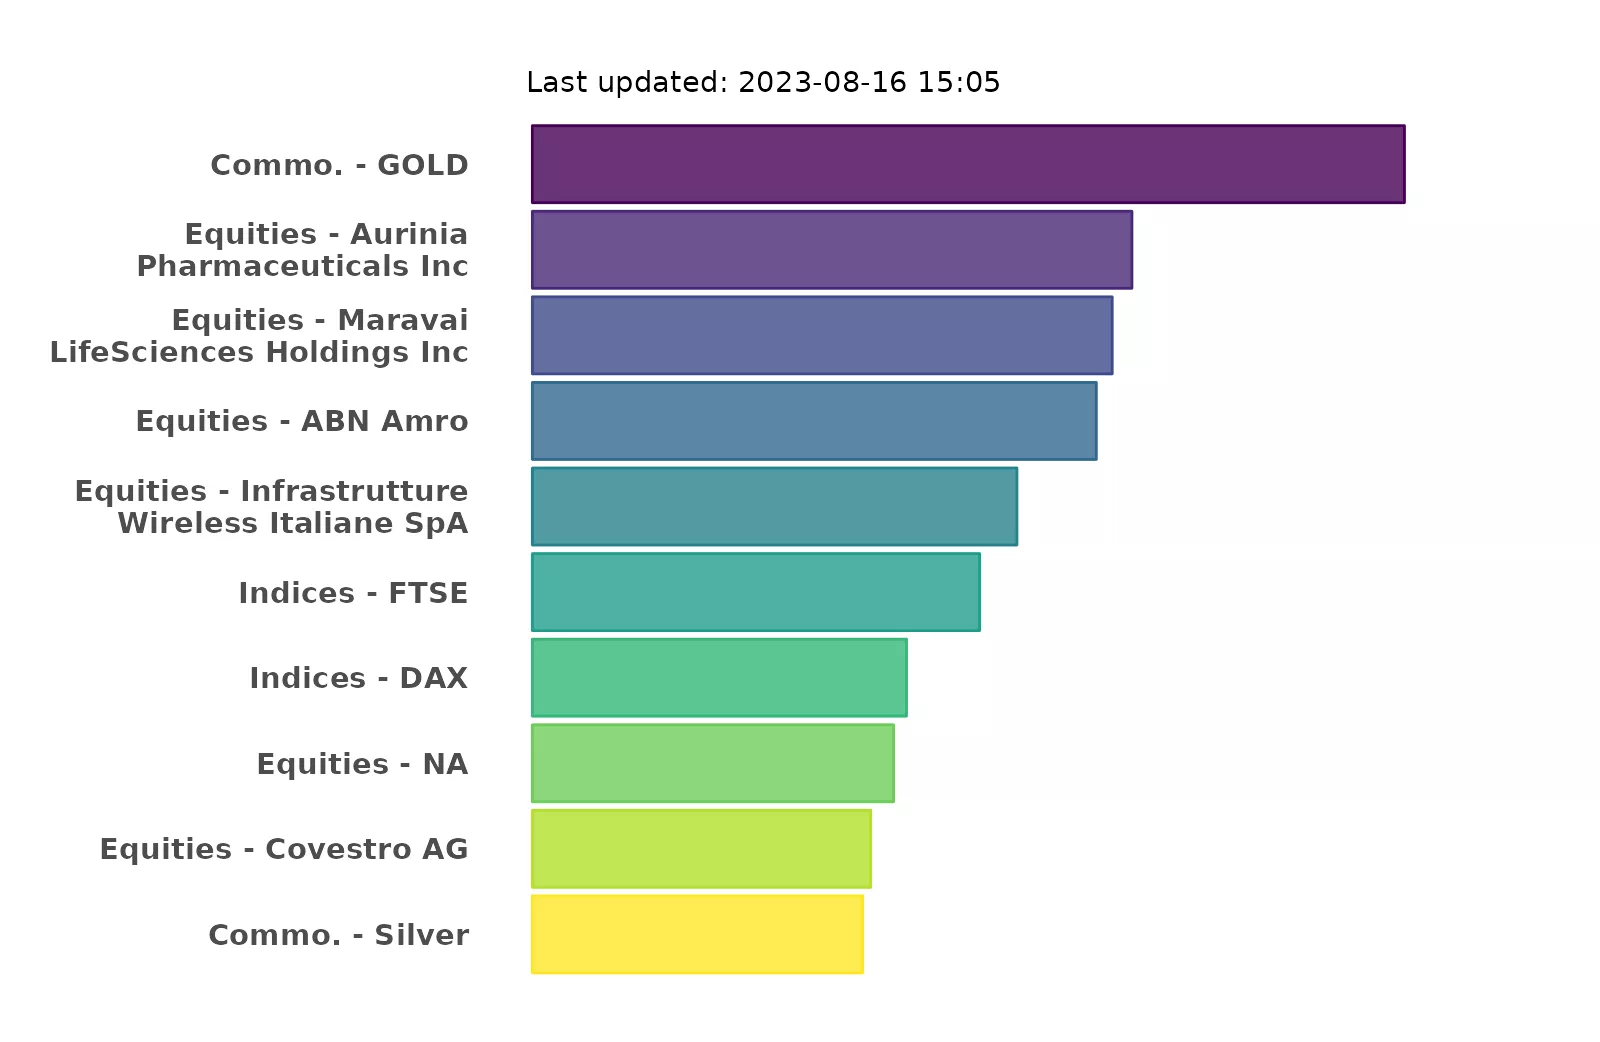 Last updated: 2023-08-16 15:05
Commo. - GOLD
Equities - Aurinia
Pharmaceuticals Inc
Equities - Maravai
LifeSciences Holdings Inc
Equities - ABN Amro
Equities - Infrastrutture
Wireless Italiane SpA
Indices - FTSE
Indices - DAX
Equities - NA
Equities - Covestro AG
Commo. - Silver